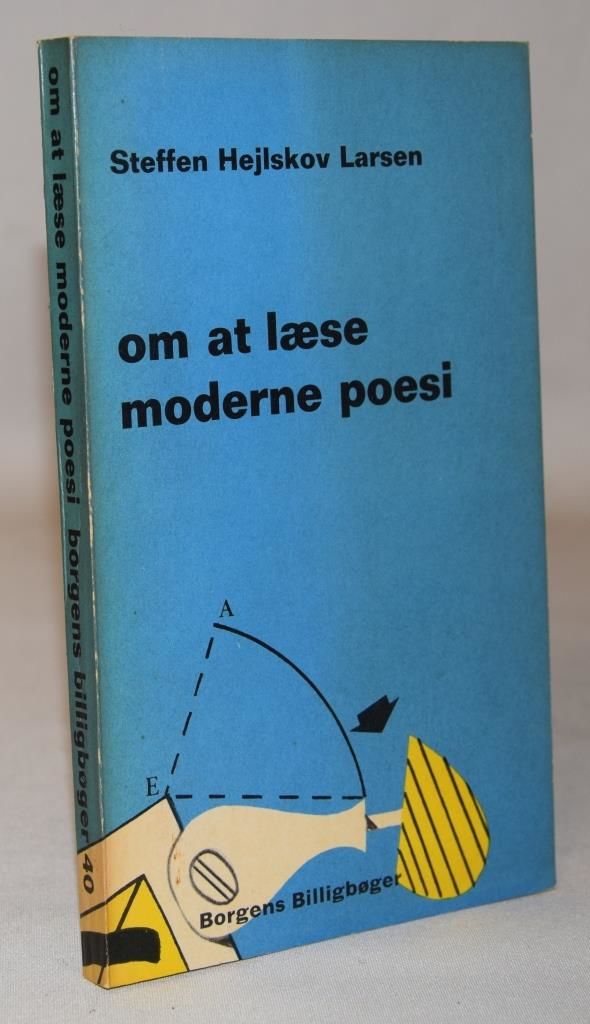 Steffen Hejlskov Larsen
om at læse
moderne poesi
A
E
Borgens Billigbøger
om at læse moderne poesi borgens billigbøger 40